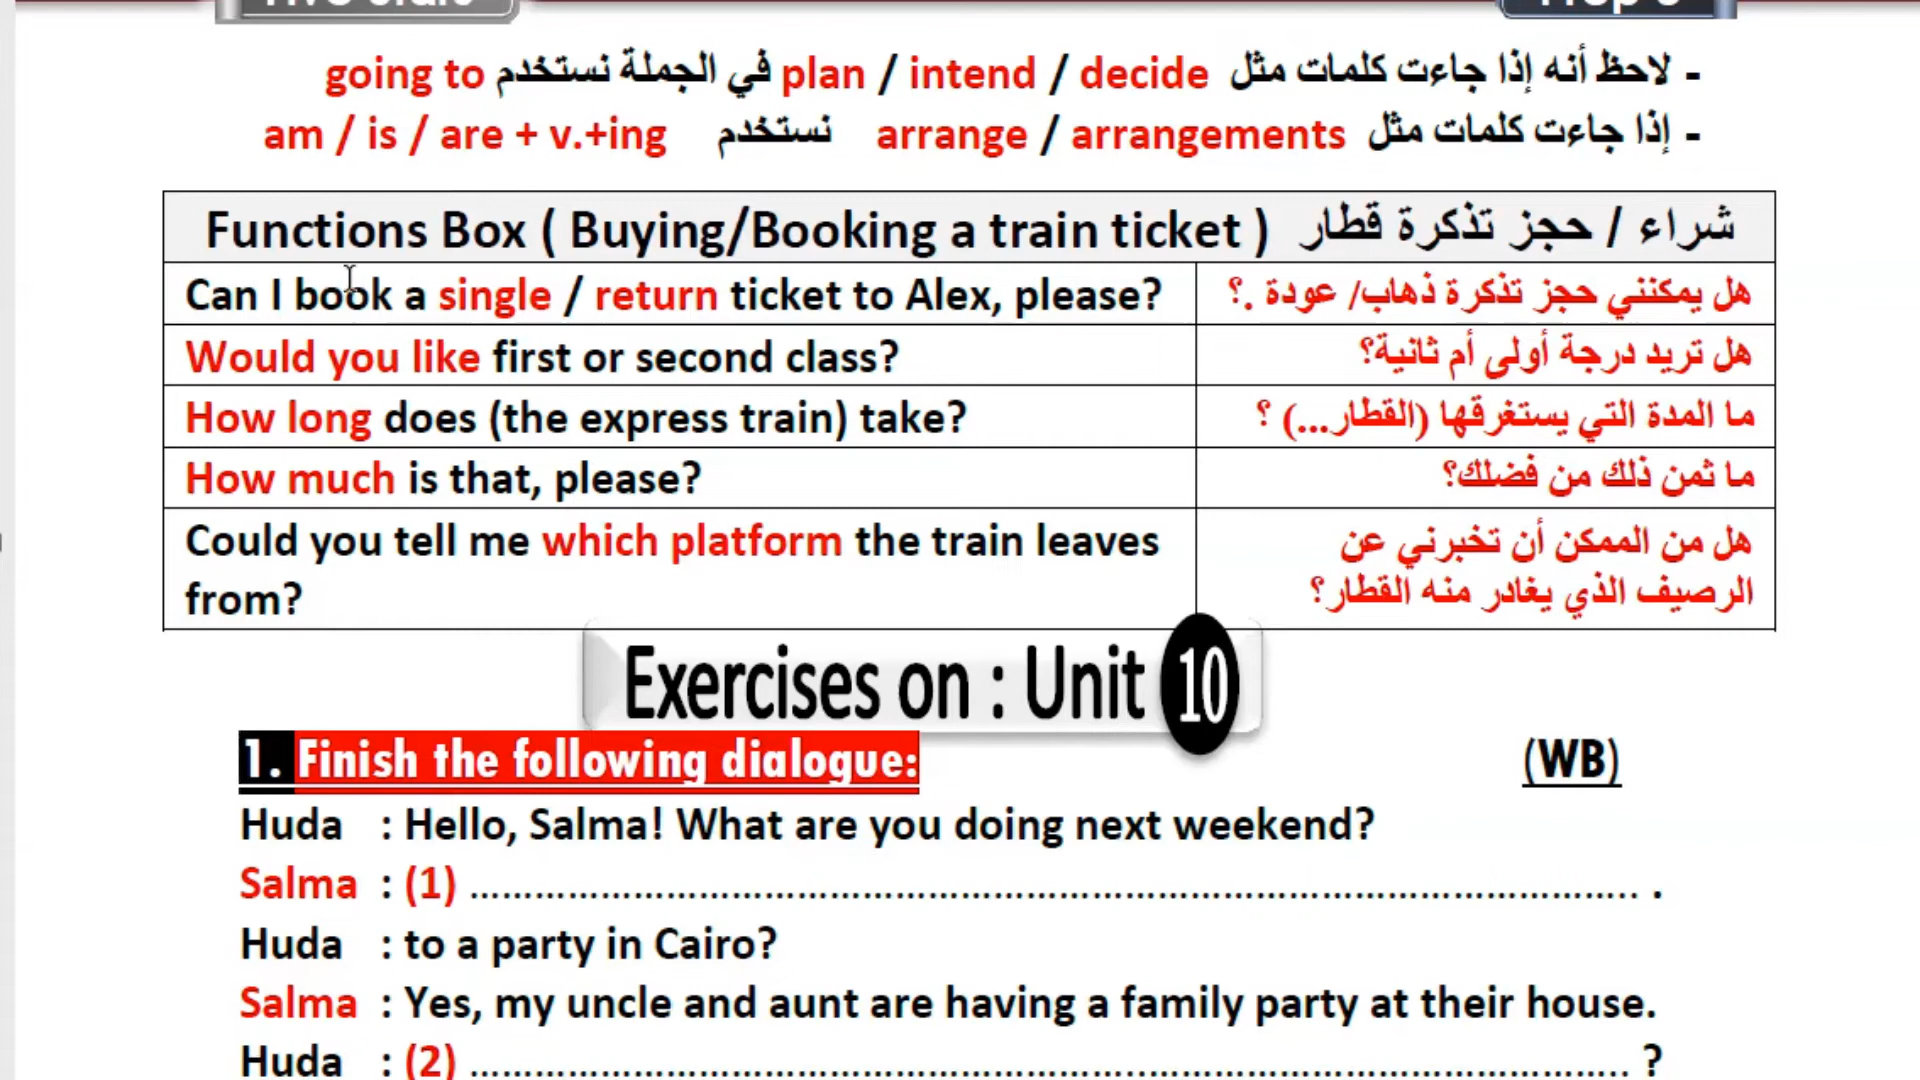 - لاحظ أنه إذا جاءت كلمات مثل plan / intend / decide في الجملة نستخدم going to
- إذا جاءت كلمات مثل arrange / arrangements نستخدم am / is / are + v.+ing
Functions Box ( Buying/Booking a train ticket ) شراء / حجز تذكرة قطار
Can I book a single / return ticket to Alex, please? هل يمكنني حجز تذكرة ذهاب/ عودة .؟
Would you like first or second class? هل تريد درجة أولى أم ثانية؟
How long does (the express train) take? ما المدة التي يستغرقها (القطار...) ؟
How much is that, please? ما ثمن ذلك من فضلك؟
Could you tell me which platform the train leaves
from?
هل من الممكن أن تخبرني عن
الرصيف الذي يغادر منه القطار؟
Exercises on : Unit 10
1. Finish the following dialogue: (WB)
Huda : Hello, Salma! What are you doing next weekend?
Salma : (1) ........................................................................ .
Huda : to a party in Cairo?
Salma : Yes, my uncle and aunt are having a family party at their house.
Huda : (2) ........................................................................ ?